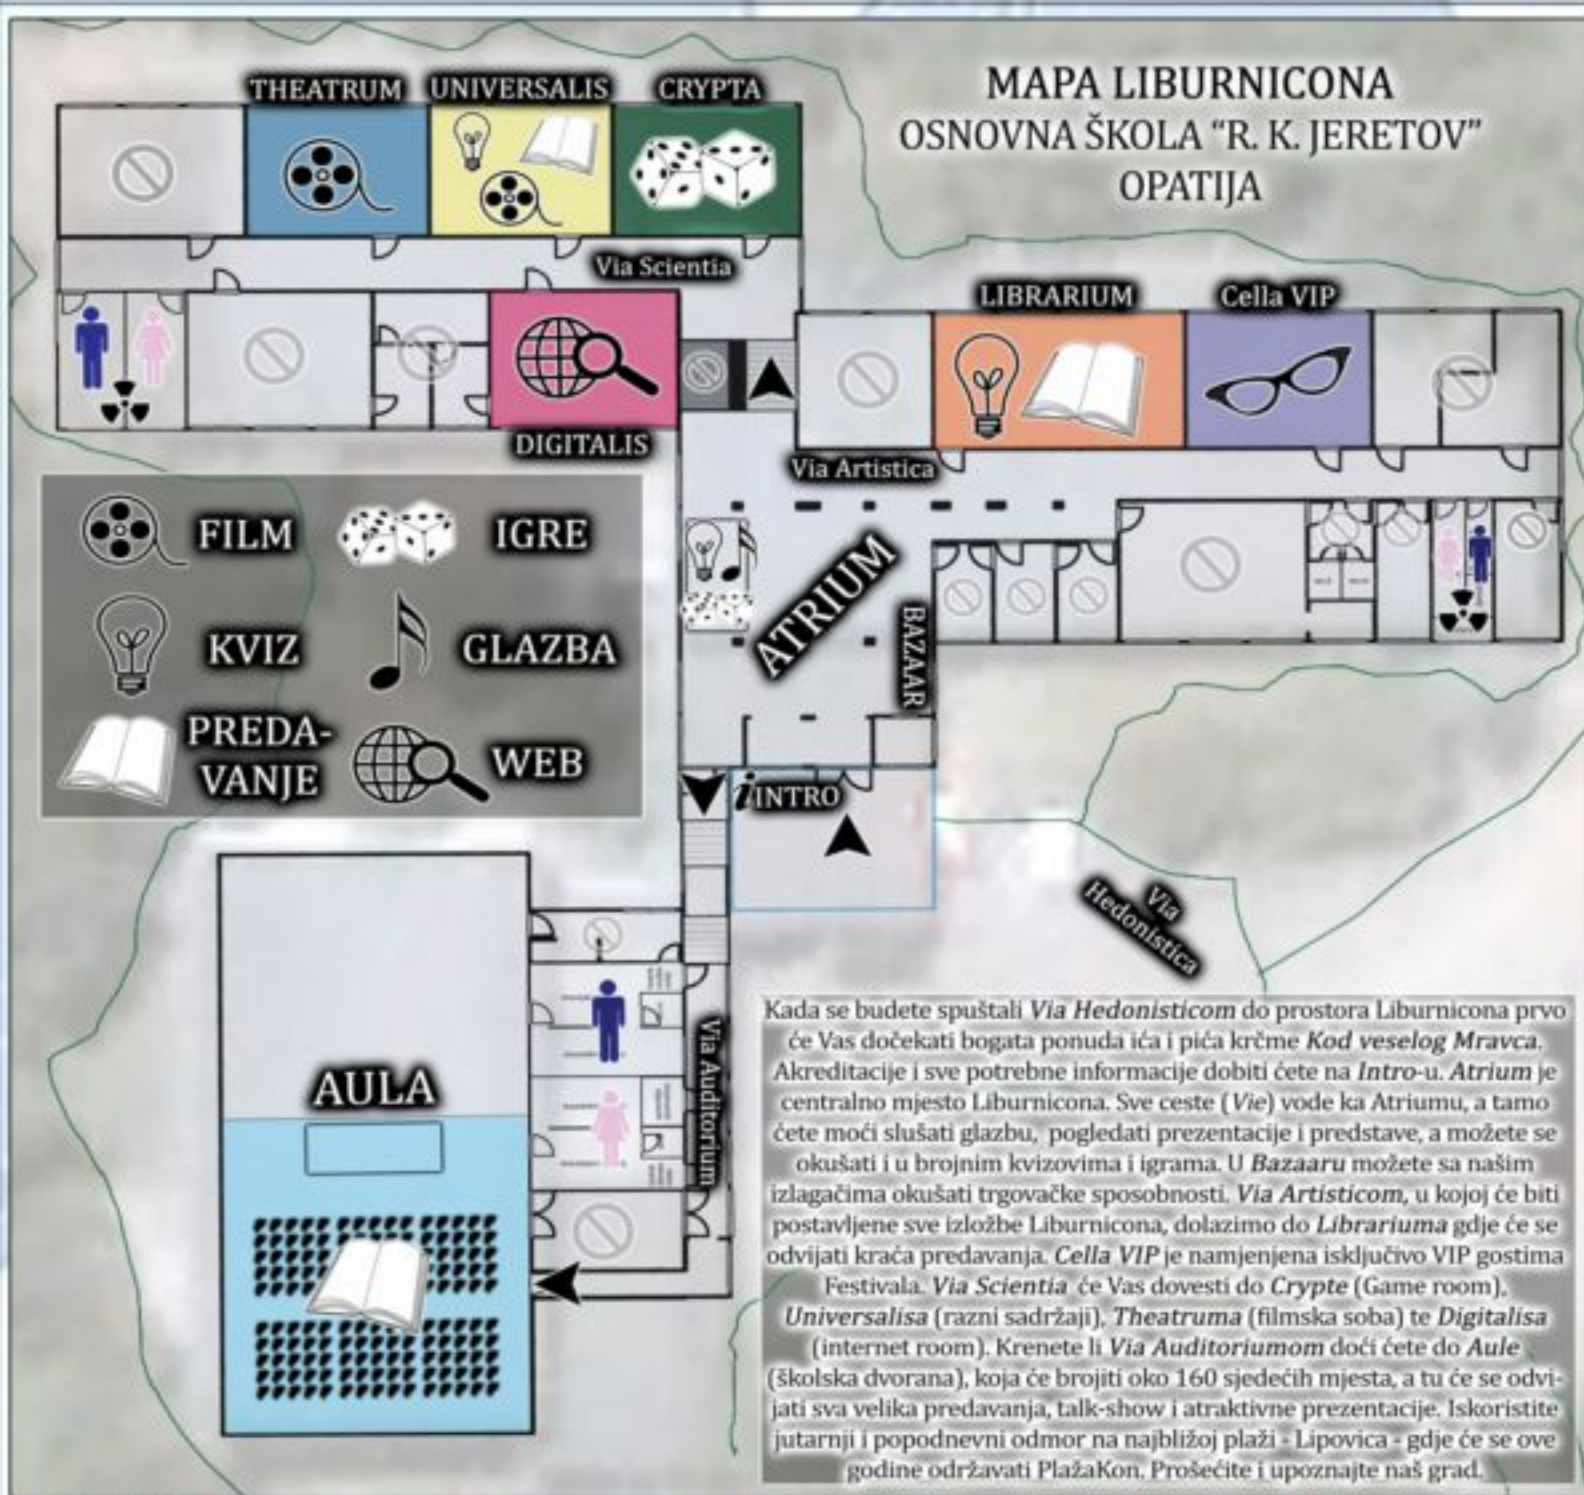 MAPA LIBURNICONA
OSNOVNA ŠKOLA “R. K. JERETOV”
OPATIJA
THEATRUM
UNIVERSALIS
CRYPTA
Via Scientia
LIBRARIUM
Cella VIP
DIGITALIS
Via Artistica
FILM
IGRE
KVIZ
GLAZBA
PREDA-
VANJE
WEB
ATRIUM
BAZAAR
i INTRO
Via
Hedonistica
AULA
Via Auditorium
Kada se budete spuštali Via Hedonisticom do prostora Liburnicona prvo
će Vas dočekati bogata ponuda ića i pića krčme Kod veselog Mravca.
Akreditacije i sve potrebne informacije dobiti ćete na Intro-u. Atrium je
centralno mjesto Liburnicona. Sve ceste (Vie) vode ka Atriumu, a tamo
ćete moći slušati glazbu, pogledati prezentacije i predstave, a možete se
okušati i u brojnim kvizovima i igrama. U Bazaaru možete sa našim
izlagačima okušati trgovačke sposobnosti. Via Artisticom, u kojoj će biti
postavljene sve izložbe Liburnicona, dolazimo do Librariuma gdje će se
odvijati kraća predavanja. Cella VIP je namjenjena isključivo VIP gostima
Festivala. Via Scientia će Vas dovesti do Crypte (Game room),
Universalisa (razni sadržaji), Theatruma (filmska soba) te Digitalisa
(internet room). Krenete li Via Auditoriumom doći ćete do Aule
(školska dvorana), koja će brojiti oko 160 sjedećih mjesta, a tu će se odvi-
jati sva velika predavanja, talk-show i atraktivne prezentacije. Iskoristite
jutarnji i popodnevni odmor na najbližoj plaži - Lipovica - gdje će se ove
godine održavati PlažaKon. Prošećite i upoznajte naš grad.